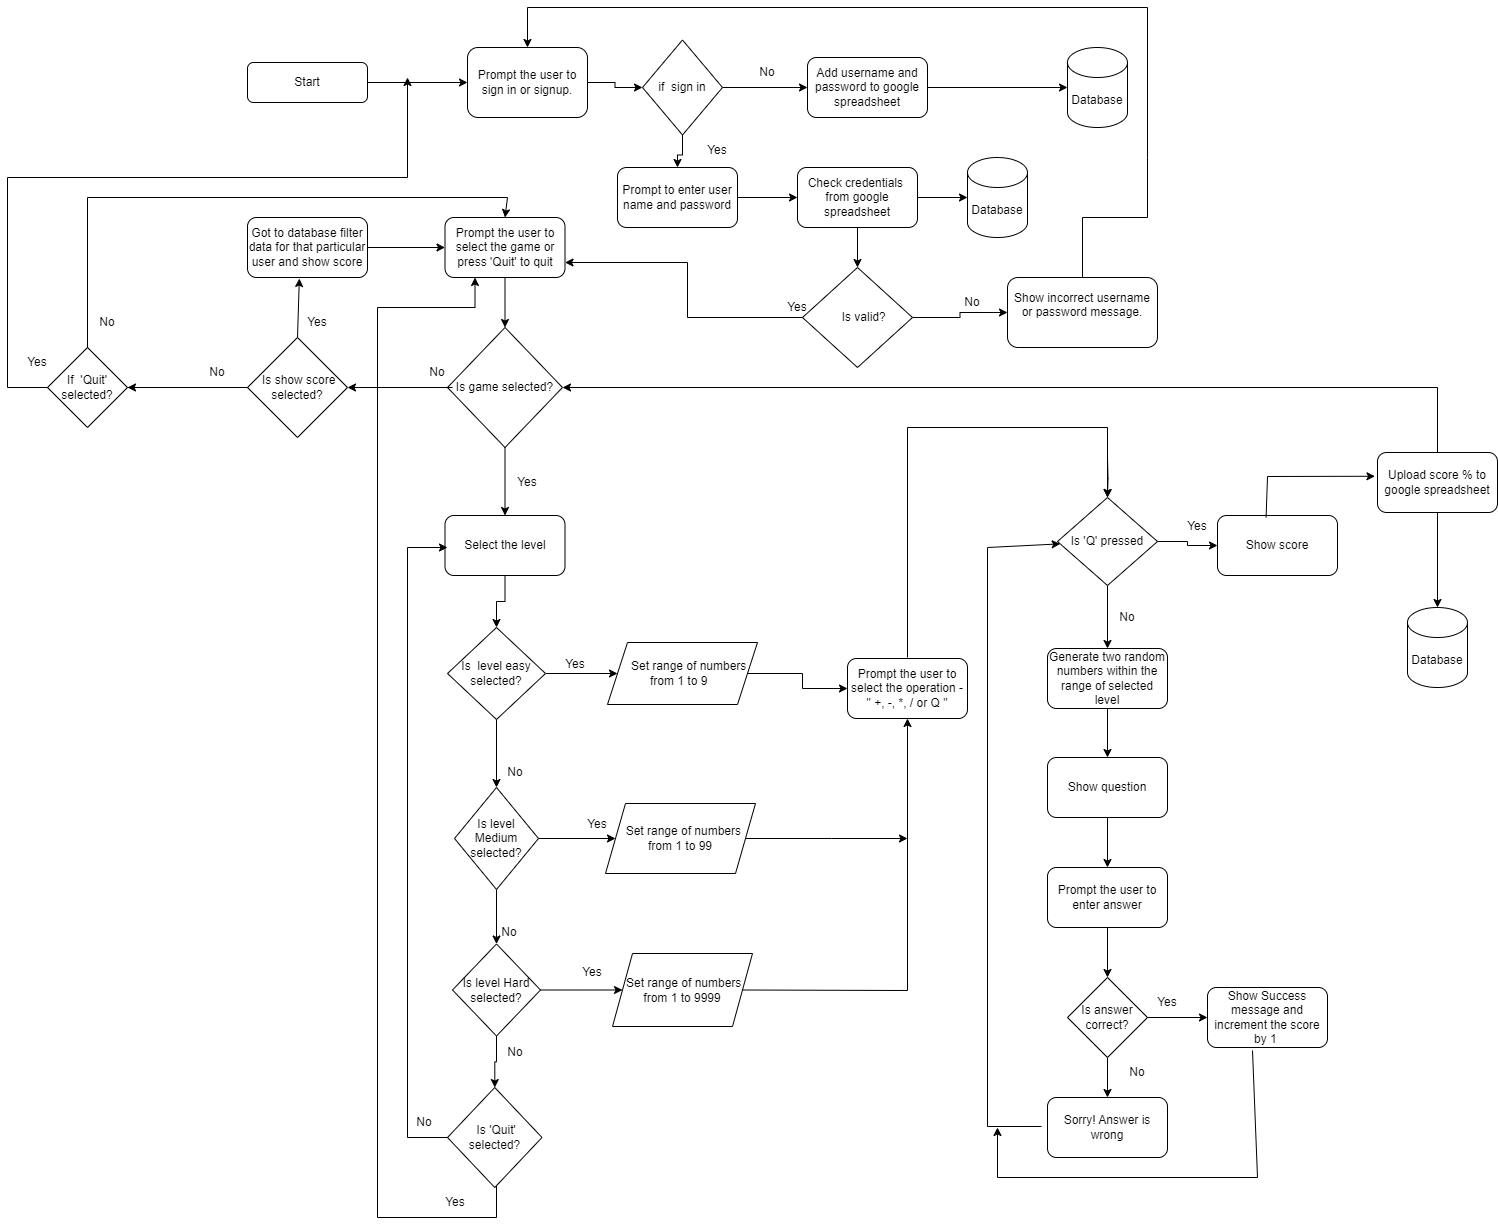 Start
Prompt the user to
sign in or signup.
if  sign in
No
Add username and
password to google
spreadsheet
Database
Yes
Prompt to enter user
name and password
Check credentials
from google
spreadsheet
Database
Got to database filter
data for that particular
user and show score
Prompt the user to
select the game or
press 'Quit' to quit
Yes
Is valid?
No
Show incorrect username
or password message.
No
Yes
Yes
If  'Quit'
selected?
No
Is show score
selected?
No
Is game selected?
Yes
Upload score % to
google spreadsheet
Select the level
Is 'Q' pressed
Yes
Show score
No
Database
Is  level easy
selected?
Yes
Set range of numbers
from 1 to 9
Prompt the user to
select the operation -
" +, -, *, / or Q "
Generate two random
numbers within the
range of selected
level
No
Show question
Is level
Medium
selected?
Yes
Set range of numbers
from 1 to 99
Prompt the user to
enter answer
No
Is level Hard
selected?
Yes
Set range of numbers
from 1 to 9999
Is answer
correct?
Yes
Show Success
message and
increment the score
by 1
No
No
No
Is 'Quit'
selected?
Sorry! Answer is
wrong
Yes